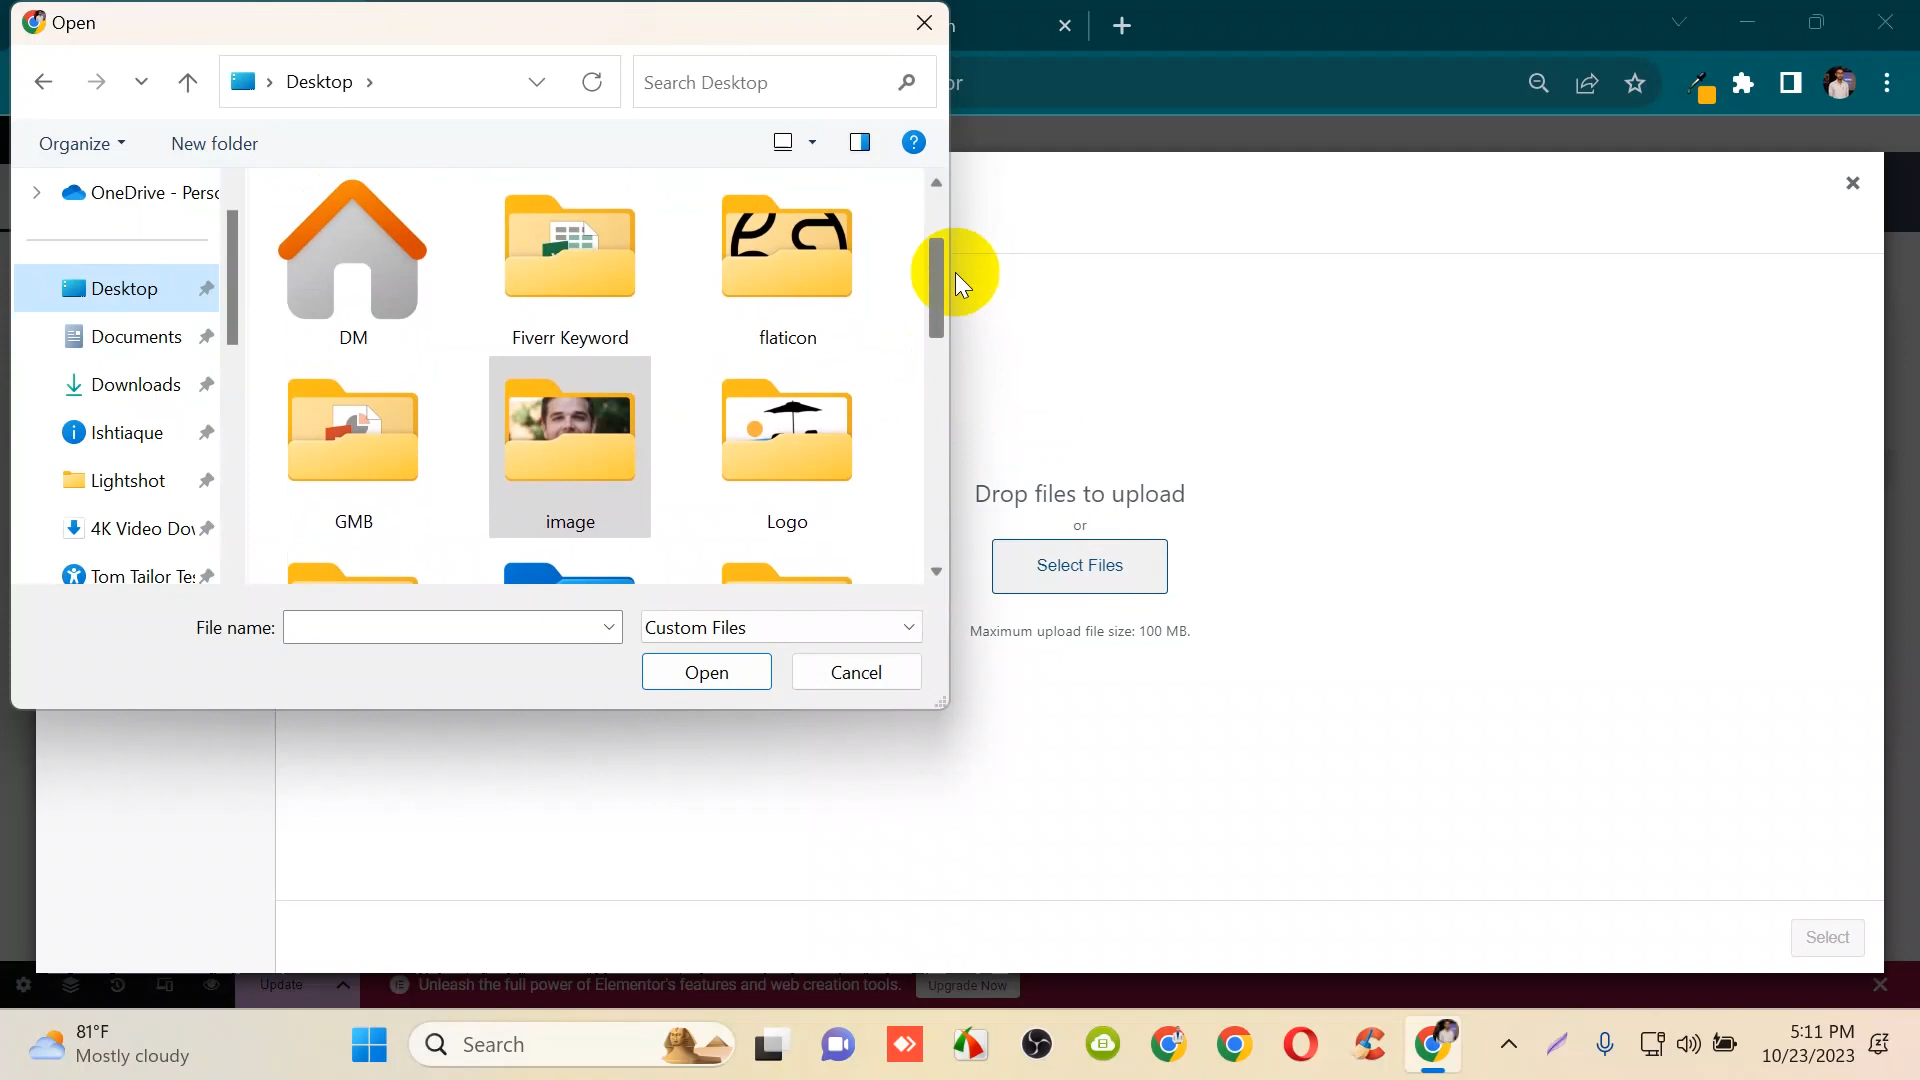 Open
Desktop
Search Desktop
Organize
New folder
OneDrive - Perso
Desktop
Documents
Downloads
Ishtiaque
Lightshot
4K Video Dov
Tom Tailor Tes
DM
Fiverr Keyword
flaticon
GMB
image
Logo
File name:
Custom Files
Open
Cancel
Drop files to upload
or
Select Files
Maximum upload file size: 100 MB.
Select
Update
Unleash the full power of Elementor's features and web creation tools.
Upgrade Now
81°F
Mostly cloudy
Search
5:11 PM
10/23/2023